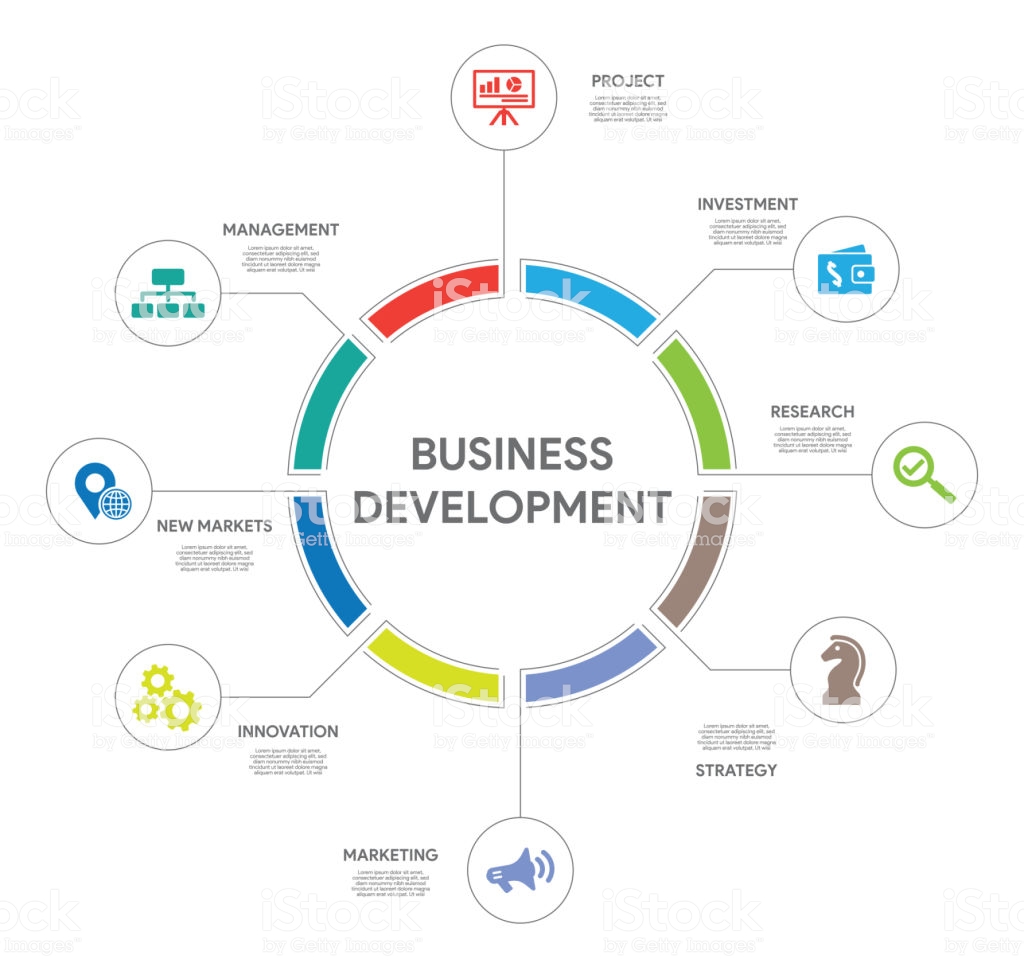 PROJECT
Lorem ipsum dolor sit amet,
consectetuer adipiscing elit, sed
diam nonummy nibh euismod
tincidunt ut laoreet dolore magna
aliquam erat volutpat. Ut wisi
INVESTMENT
Lorem ipsum dolor sit amet,
consectetuer adipiscing elit, sed
diam nonummy nibh euismod
tincidunt ut laoreet dolore magna
aliquam erat volutpat. Ut wisi
MANAGEMENT
Lorem ipsum dolor sit amet,
consectetuer adipiscing elit, sed
diam nonummy nibh euismod
tincidunt ut laoreet dolore magna
aliquam erat volutpat. Ut wisi
RESEARCH
Lorem ipsum dolor sit amet,
consectetuer adipiscing elit, sed
diam nonummy nibh euismod
tincidunt ut laoreet dolore magna
aliquam erat volutpat. Ut wisi
BUSINESS
DEVELOPMENT
NEW MARKETS
Lorem ipsum dolor sit amet,
consectetuer adipiscing elit, sed
diam nonummy nibh euismod
tincidunt ut laoreet dolore magna
aliquam erat volutpat. Ut wisi
INNOVATION
Lorem ipsum dolor sit amet,
consectetuer adipiscing elit, sed
diam nonummy nibh euismod
tincidunt ut laoreet dolore magna
aliquam erat volutpat. Ut wisi
Lorem ipsum dolor sit amet,
consectetuer adipiscing elit, sed
diam nonummy nibh euismod
tincidunt ut laoreet dolore magna
aliquam erat volutpat. Ut wisi
STRATEGY
MARKETING
Lorem ipsum dolor sit amet,
consectetuer adipiscing elit, sed
diam nonummy nibh euismod
tincidunt ut laoreet dolore magna
aliquam erat volutpat. Ut wisi
iStock
by Getty Images™